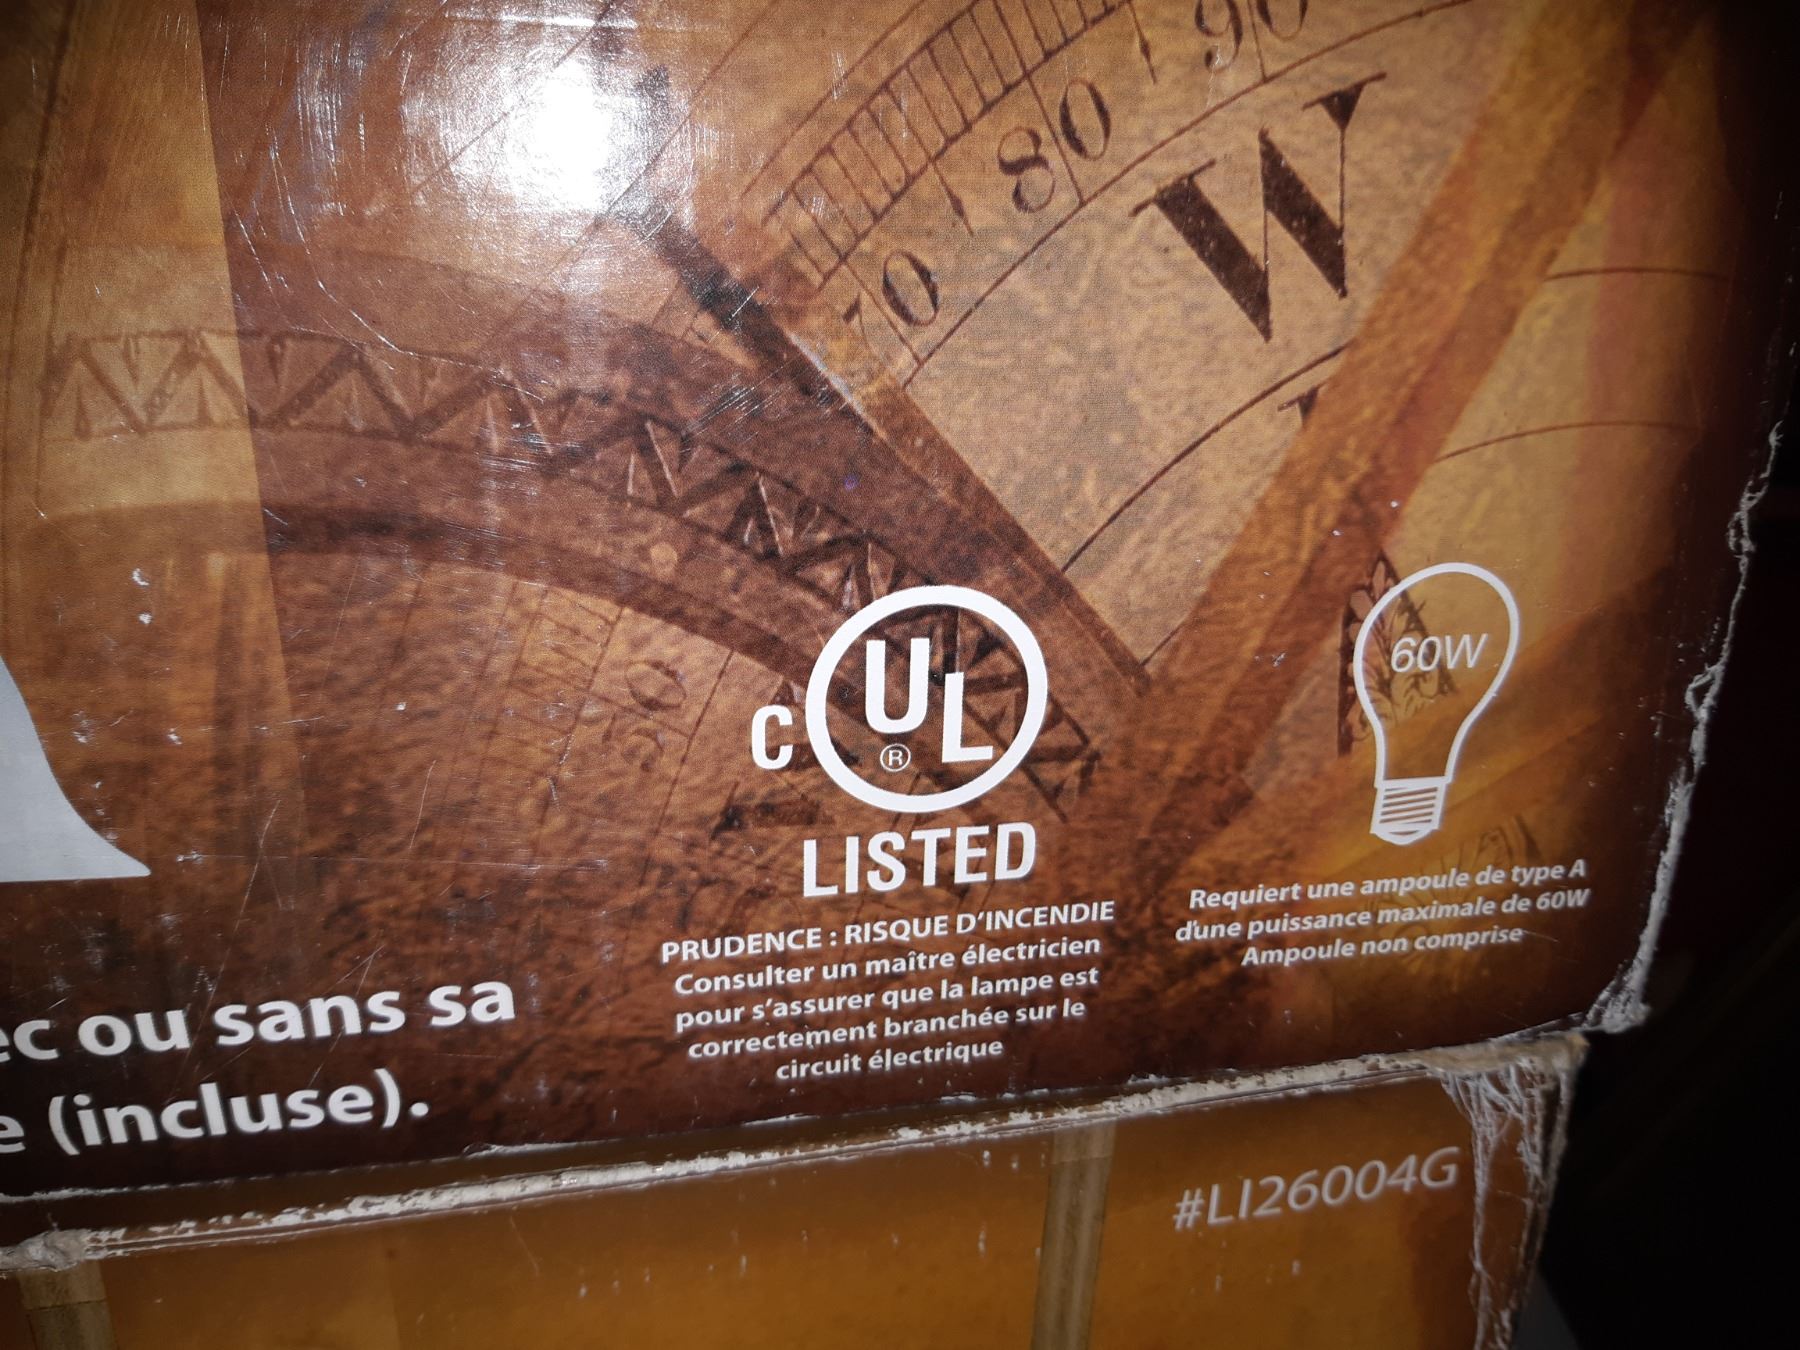 90
80
70
W
50
60W
C UL ®
LISTED
PRUDENCE : RISQUE D'INCENDIE
Consulter un maître électricien
pour s'assurer que la lampe est
correctement branchée sur le
circuit électrique
Requiert une ampoule de type A
d'une puissance maximale de 60W
Ampoule non comprise
ec ou sans sa
e (incluse).
#LI26004G